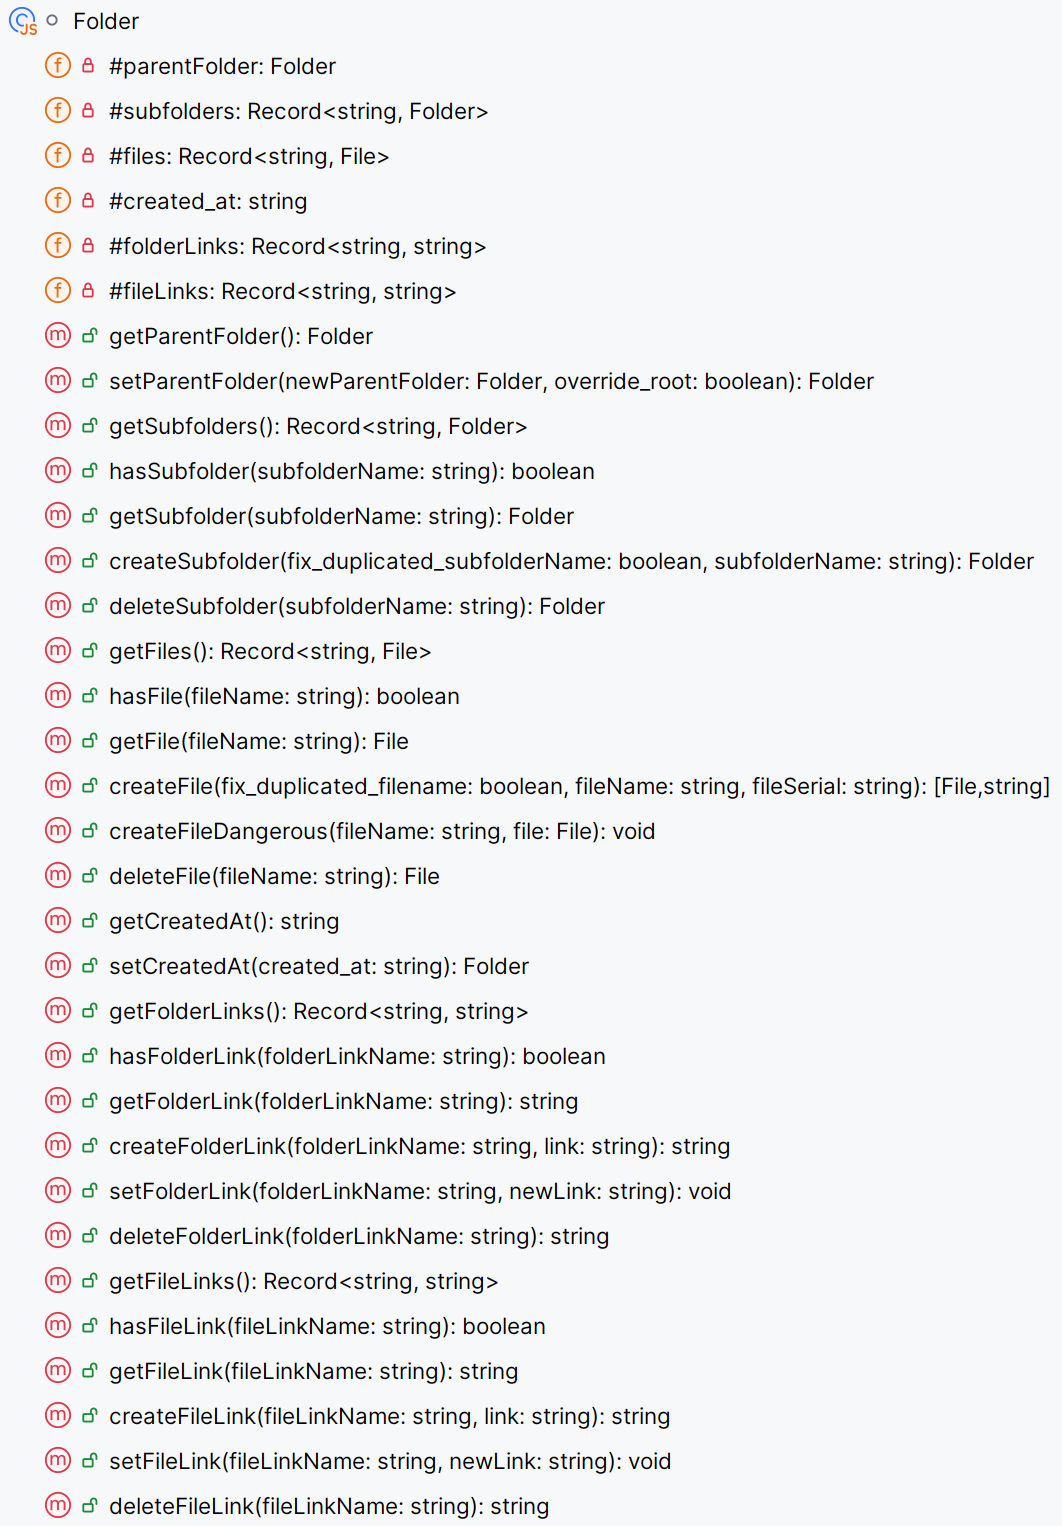 Folder
#parentFolder: Folder
#subfolders: Record<string, Folder>
#files: Record<string, File>
#created_at: string
#folderLinks: Record<string, string>
#fileLinks: Record<string, string>
getParentFolder(): Folder
setParentFolder(newParentFolder: Folder, override_root: boolean): Folder
getSubfolders(): Record<string, Folder>
hasSubfolder(subfolderName: string): boolean
getSubfolder(subfolderName: string): Folder
createSubfolder(fix_duplicated_subfolderName: boolean, subfolderName: string): Folder
deleteSubfolder(subfolderName: string): Folder
getFiles(): Record<string, File>
hasFile(fileName: string): boolean
getFile(fileName: string): File
createFile(fix_duplicated_filename: boolean, fileName: string, fileSerial: string): [File,string]
createFileDangerous(fileName: string, file: File): void
deleteFile(fileName: string): File
getCreatedAt(): string
setCreatedAt(created_at: string): Folder
getFolderLinks(): Record<string, string>
hasFolderLink(folderLinkName: string): boolean
getFolderLink(folderLinkName: string): string
createFolderLink(folderLinkName: string, link: string): string
setFolderLink(folderLinkName: string, newLink: string): void
deleteFolderLink(folderLinkName: string): string
getFileLinks(): Record<string, string>
hasFileLink(fileLinkName: string): boolean
getFileLink(fileLinkName: string): string
createFileLink(fileLinkName: string, link: string): string
setFileLink(fileLinkName: string, newLink: string): void
deleteFileLink(fileLinkName: string): string